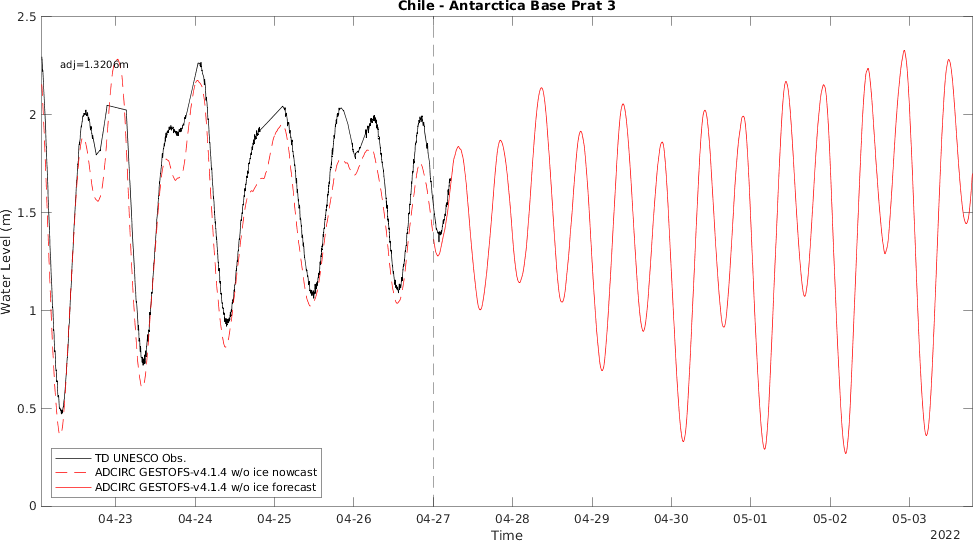 Chile - Antarctica Base Prat 3
2.5
adj=1.3206m
2
1.5
Water Level (m)
1
0.5
TD UNESCO Obs.
ADCIRC GESTOFS-v4.1.4 w/o ice nowcast
ADCIRC GESTOFS-v4.1.4 w/o ice forecast
0
04-23 04-24 04-25 04-26 04-27 04-28 04-29 04-30 05-01 05-02 05-03
Time
2022